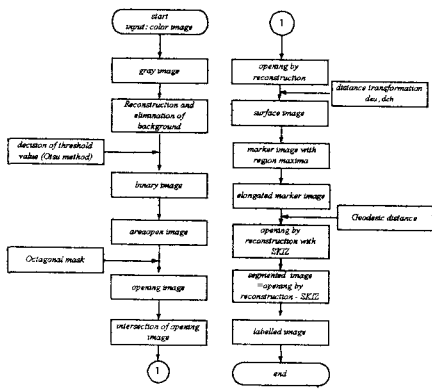 start
input: color image
gray image
Reconstruction and
elimination of
background
decision of threshold
value (Otsu method)
binary image
areaopen image
Octagonal mask
opening image
intersection of opening
image
1
1
opening by
reconstruction
distance transformation
deu, dch
surface image
marker image with
region maxima
elongated marker image
Geodesic distance
opening by
reconstruction with
SKIZ
segmented image
=opening by
reconstruction - SKIZ
labelled image
end